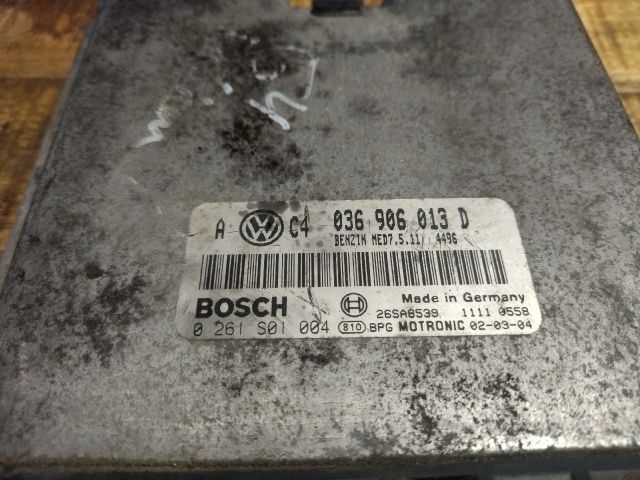 A VW C4 036 906 013 D
BENZIN MED7.5.11/ 4496
BOSCH Made in Germany
26SA8539 1111 0558
0 261 S01 004 810 BPG MOTRONIC 02-03-04